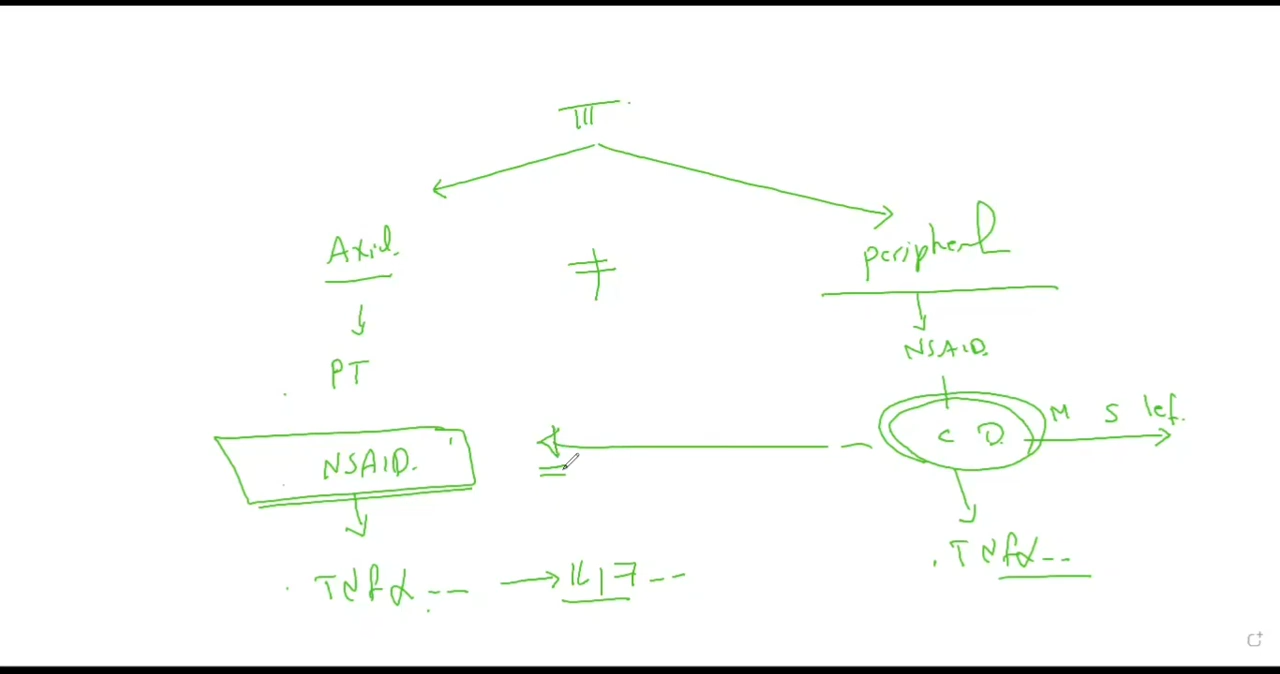 III
Axial.
peripheral
PT
NSAID.
NSAID.
C D. M S lef.
TNFα --
IL17 --
TNFα --